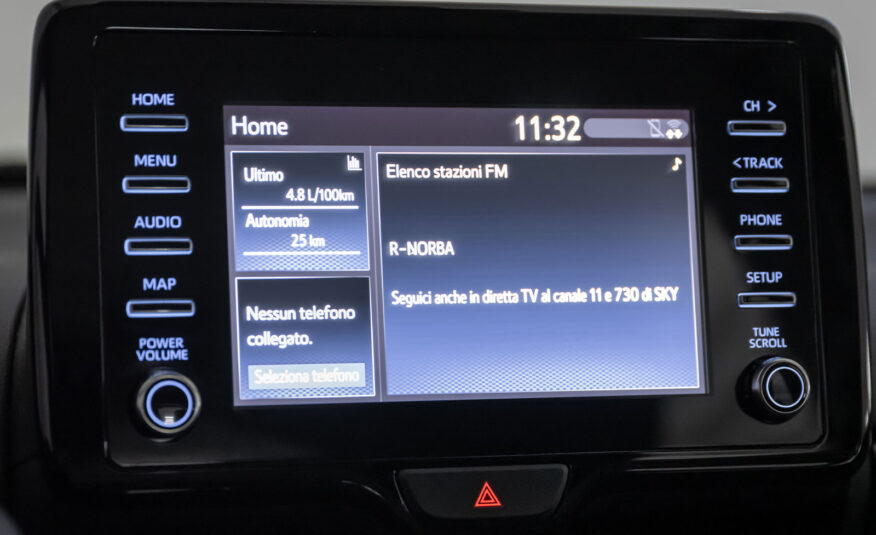 HOME
MENU
AUDIO
MAP
POWER
VOLUME
Home
11:32
Ultimo
4.8 L/100km
Autonomia
25 km
Nessun telefono
collegato.
Seleziona telefono
Elenco stazioni FM
R-NORBA
Seguici anche in diretta TV al canale 11 e 730 di SKY
CH >
<TRACK
PHONE
SETUP
TUNE
SCROLL